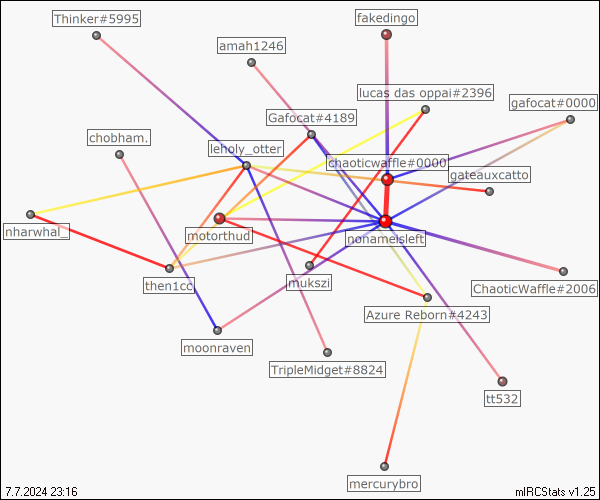 Thinker#5995
fakedingo
amah1246
lucas das oppai#2396
gafocat#0000
Gafocat#4189
chobham.
leholy_otter
chaoticwaffle#0000
gateauxcatto
nharwhal_
motorthud
nonameisleft
then1cc
mukszi
ChaoticWaffle#2006
Azure Reborn#4243
moonraven
TripleMidget#8824
tt532
mercurybro
7.7.2024 23:16
mIRCStats v1.25